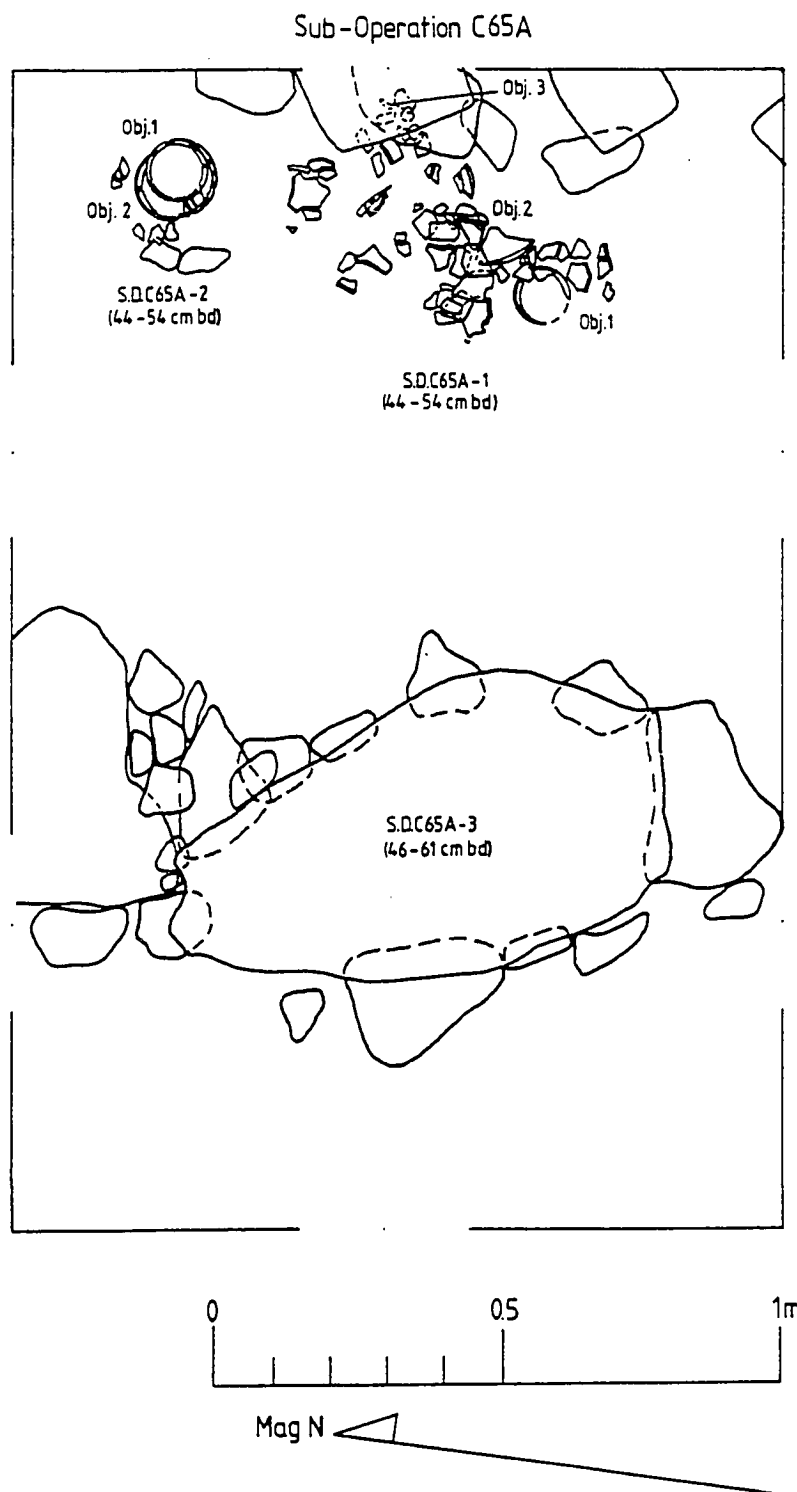 Sub-Operation C65A
Obj. 3
Obj.1
Obj. 2
Obj.2
S.D.C65A-2
(44-54 cm bd)
Obj.1
S.D.C65A-1
(44-54 cm bd)
S.D.C65A-3
(46-61 cm bd)
0 0.5 1m
Mag N